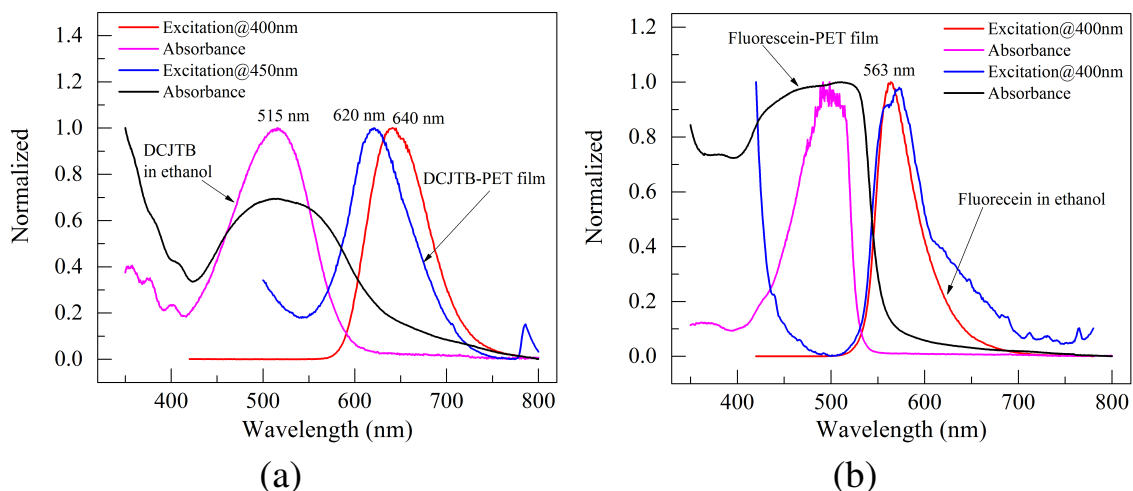 1.4
1.2
1.0
0.8
0.6
0.4
0.2
0.0
Normalized
Excitation@400nm
Absorbance
Excitation@450nm
Absorbance
515 nm
620 nm
640 nm
DCJTB
in ethanol
DCJTB-PET film
400
500
600
700
800
Wavelength (nm)
(a)
1.2
1.0
0.8
0.6
0.4
0.2
0.0
Normalized
Fluorescein-PET film
563 nm
Excitation@400nm
Absorbance
Excitation@400nm
Absorbance
Fluorecein in ethanol
400
500
600
700
800
Wavelength (nm)
(b)